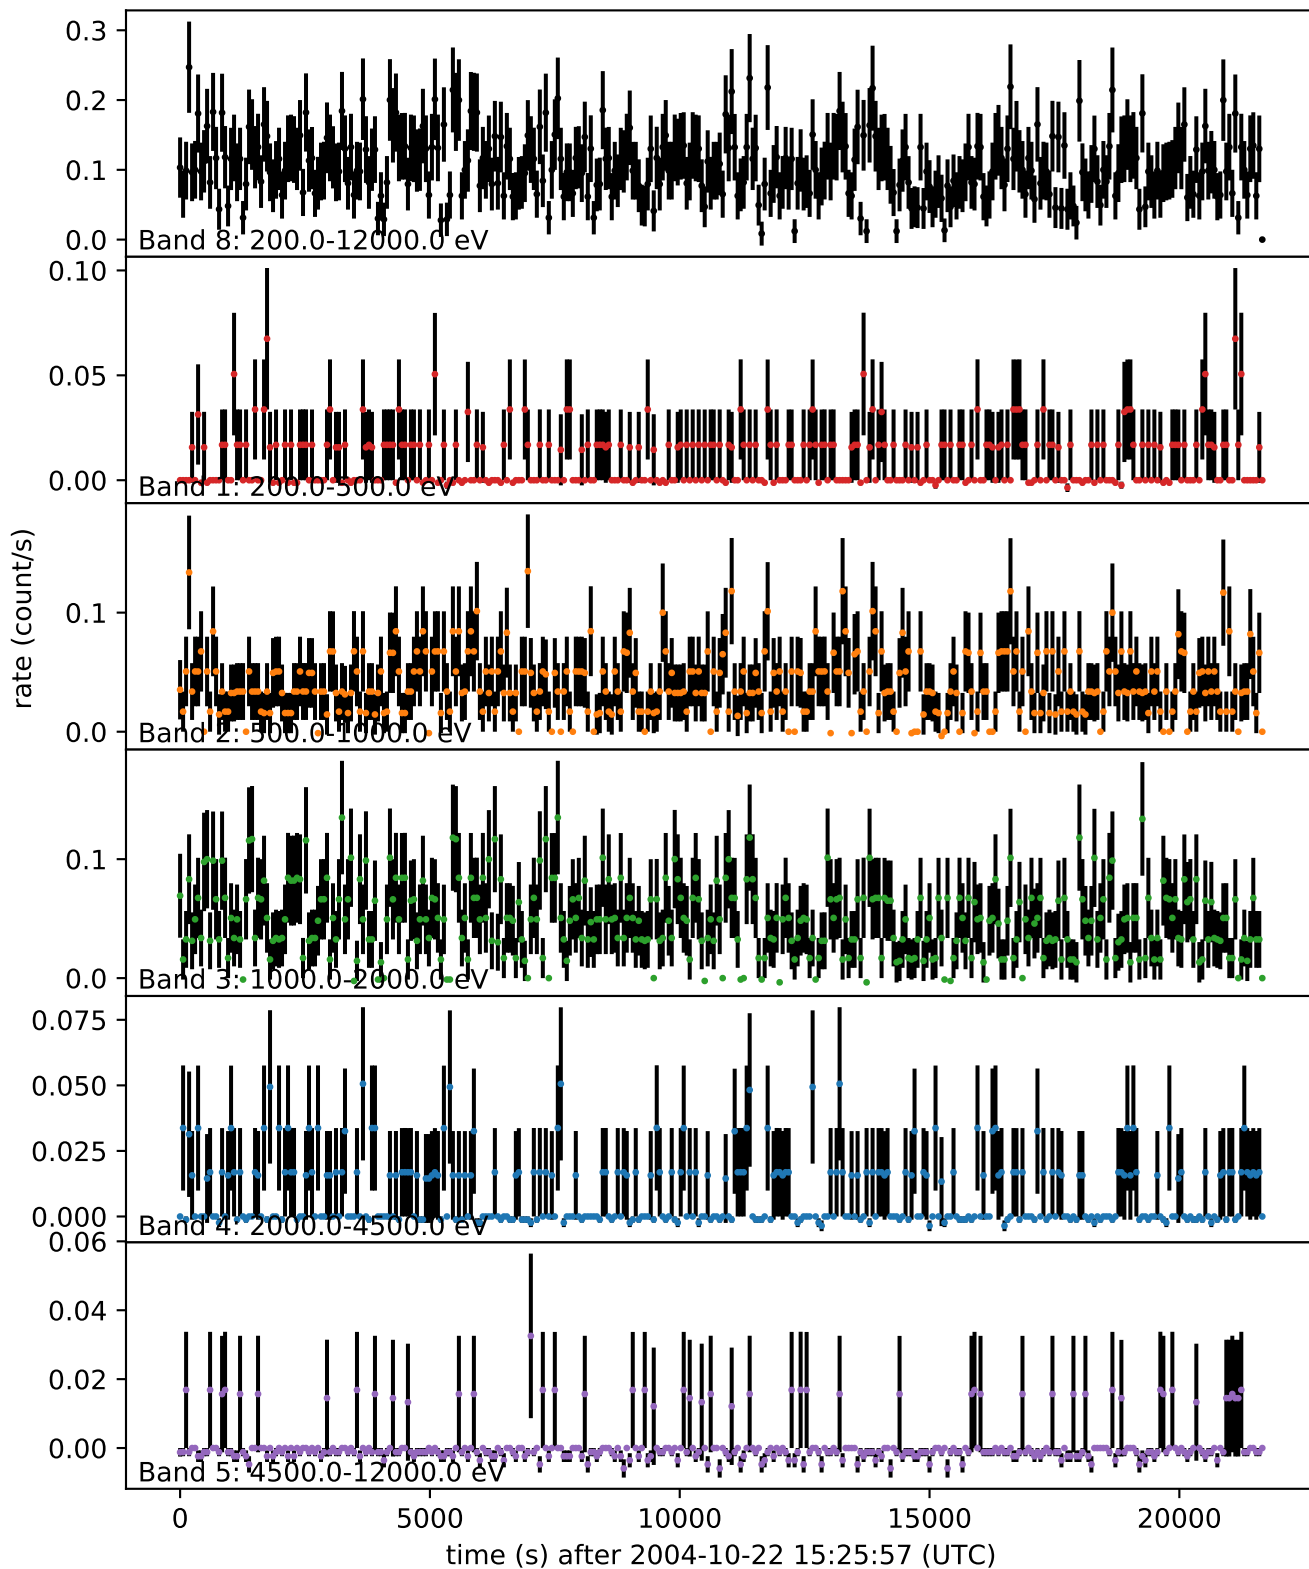 0.3
0.2
0.1
0.0
Band 8: 200.0-12000.0 eV
0.10
0.05
0.00
Band 1: 200.0-500.0 eV
0.1
0.0
Band 2: 500.0-1000.0 eV
rate (count/s)
0.1
0.0
Band 3: 1000.0-2000.0 eV
0.075
0.050
0.025
0.000
Band 4: 2000.0-4500.0 eV
0.06
0.04
0.02
0.00
Band 5: 4500.0-12000.0 eV
0 5000 10000 15000 20000
time (s) after 2004-10-22 15:25:57 (UTC)